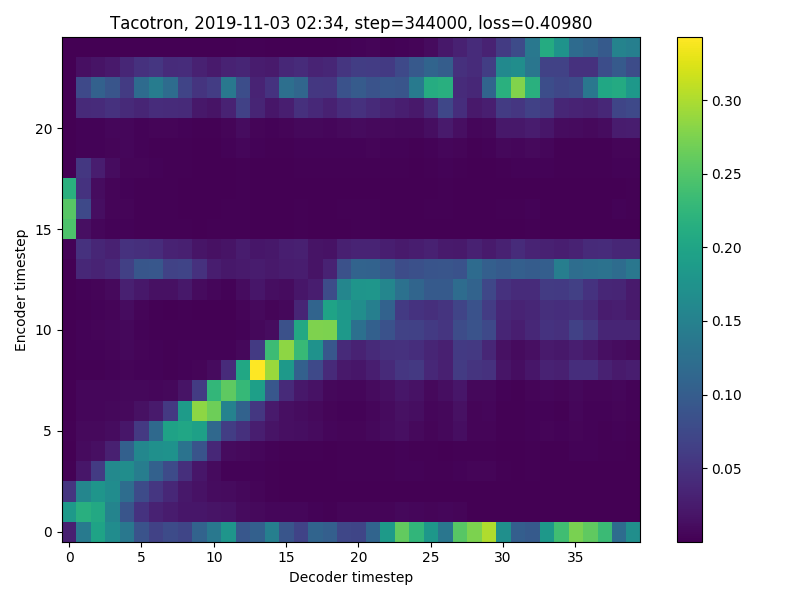 Tacotron, 2019-11-03 02:34, step=344000, loss=0.40980
Encoder timestep
20
15
10
5
0
0 5 10 15 20 25 30 35
Decoder timestep
0.30
0.25
0.20
0.15
0.10
0.05